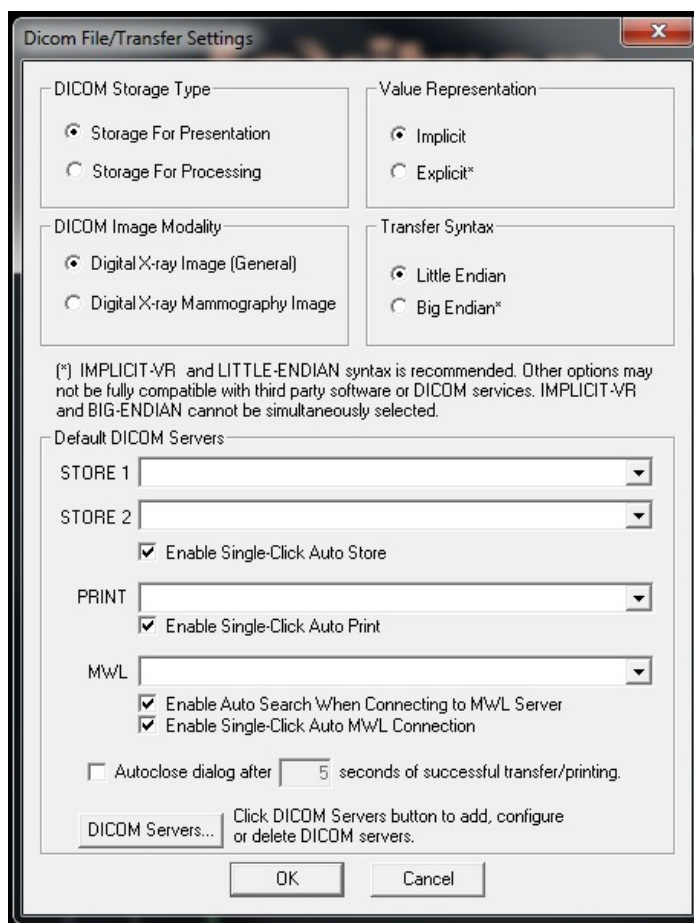 Dicom File/Transfer Settings
DICOM Storage Type
Storage For Presentation
Storage For Processing
Value Representation
Implicit
Explicit*
DICOM Image Modality
Digital X-ray Image (General)
Digital X-ray Mammography Image
Transfer Syntax
Little Endian
Big Endian*
(*) IMPLICIT-VR and LITTLE-ENDIAN syntax is recommended. Other options may
not be fully compatible with third party software or DICOM services. IMPLICIT-VR
and BIG-ENDIAN cannot be simultaneously selected.
Default DICOM Servers
STORE 1
STORE 2
Enable Single-Click Auto Store
PRINT
Enable Single-Click Auto Print
MWL
Enable Auto Search When Connecting to MWL Server
Enable Single-Click Auto MWL Connection
Autoclose dialog after 5 seconds of successful transfer/printing.
DICOM Servers...
Click DICOM Servers button to add, configure
or delete DICOM servers.
OK
Cancel